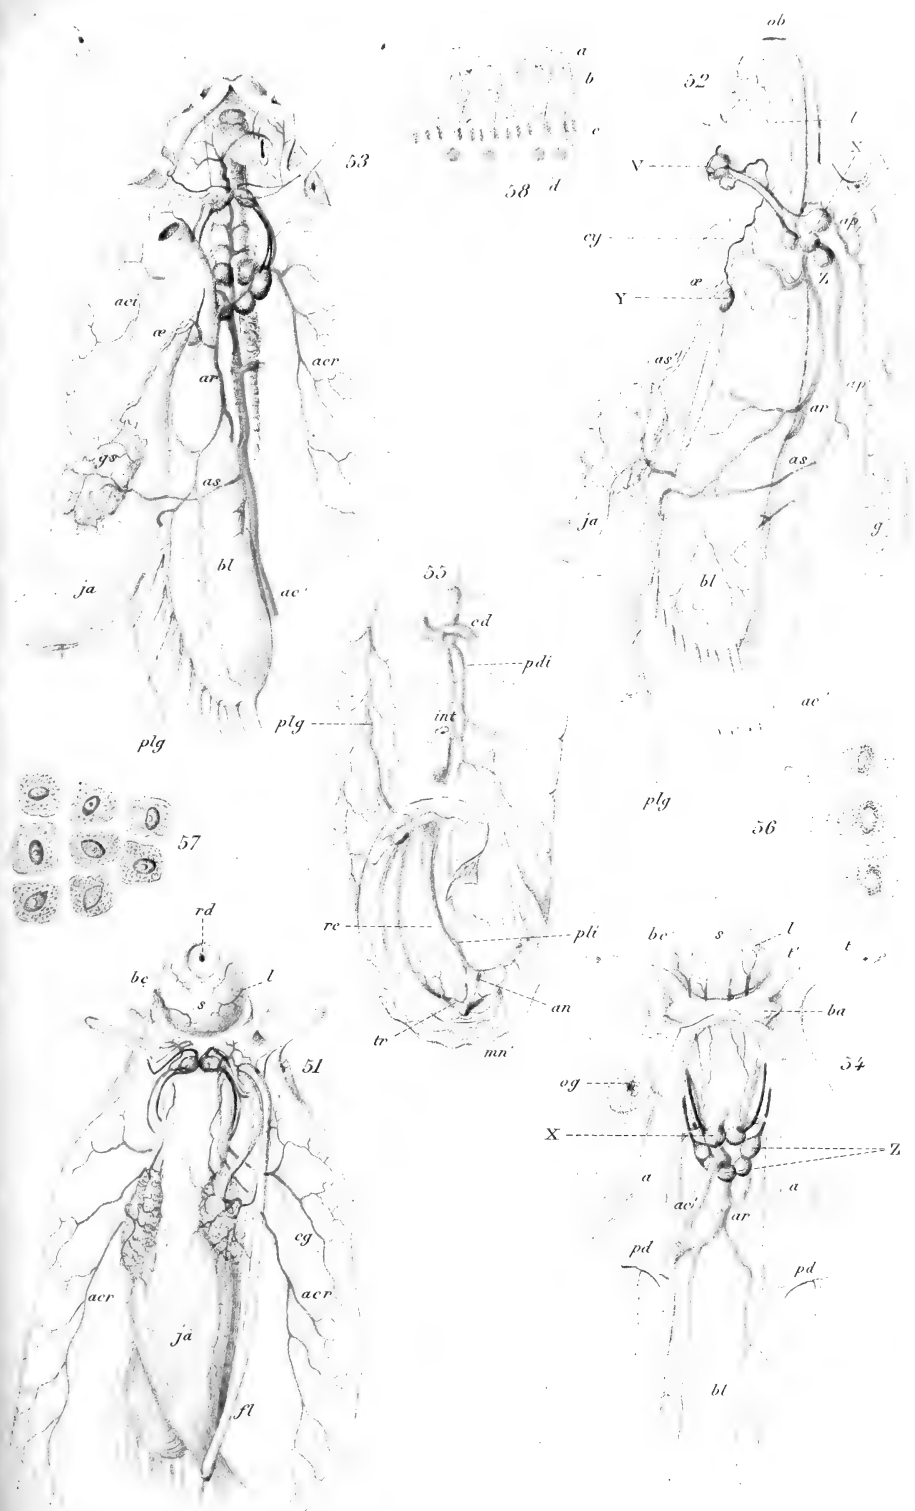 ob
a
52
b
53
l
c
X
V
58
d
ap
cy
Z
aci
æ
æ
Y
acr
as'
ar
ap
ar
gs
as
as
ja
g
bl
bl
ja
ac'
55
cd
pdi
ac'
plg
int
plg
plg
56
57
rd
re
pli
bc
s
l
bc
l
t'
t
s
an
ba
tr
mn'
51
54
og
X
Z
a
a
ac'
ar
cg
pd
pd
acr
acr
ja
bl
fl